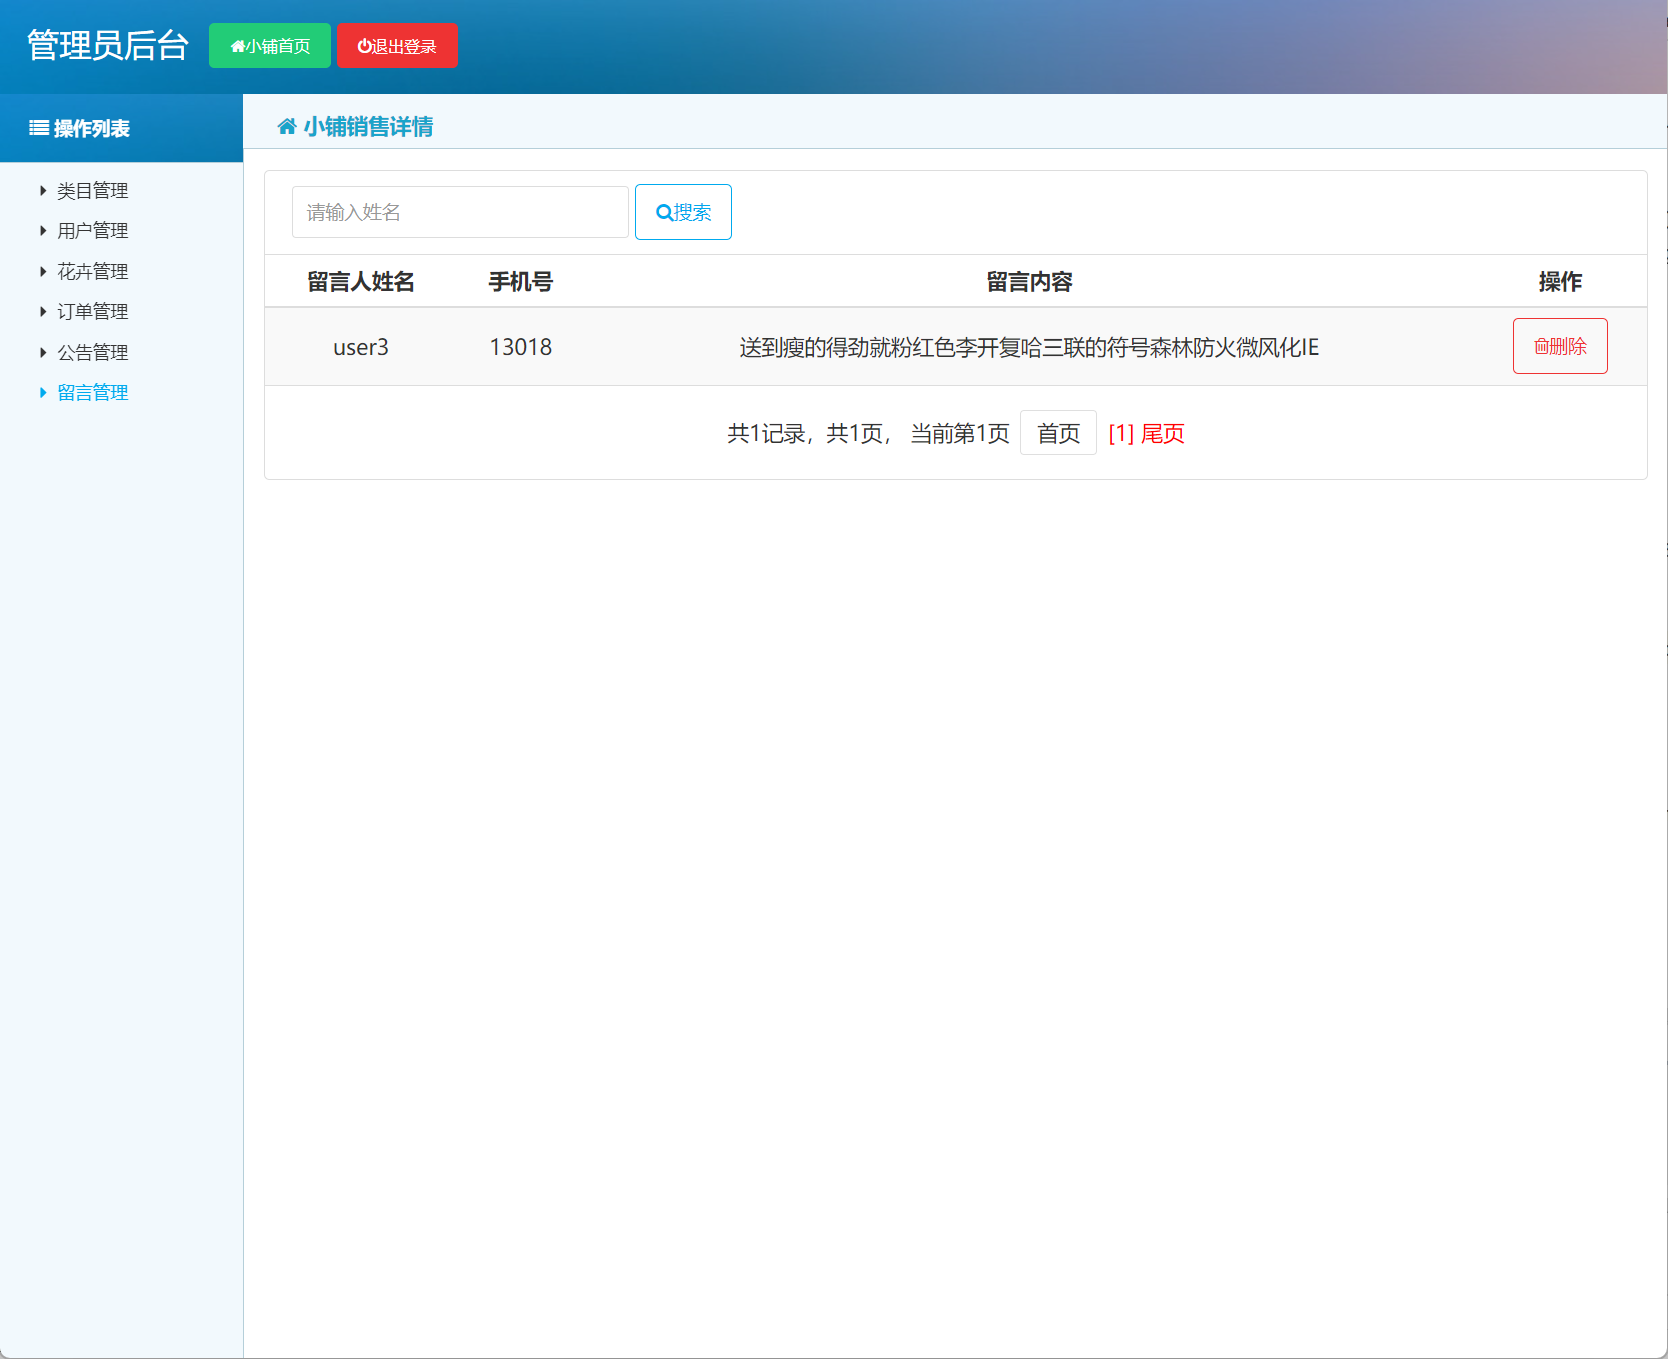 管理员后台 小铺首页 退出登录
操作列表
类目管理
用户管理
花卉管理
订单管理
公告管理
留言管理
小铺销售详情
请输入姓名 搜索
留言人姓名 手机号 留言内容 操作
user3 13018 送到瘦的得劲就粉红色李开复哈三联的符号森林防火微风化IE 删除
共1记录，共1页， 当前第1页 首页 [1] 尾页